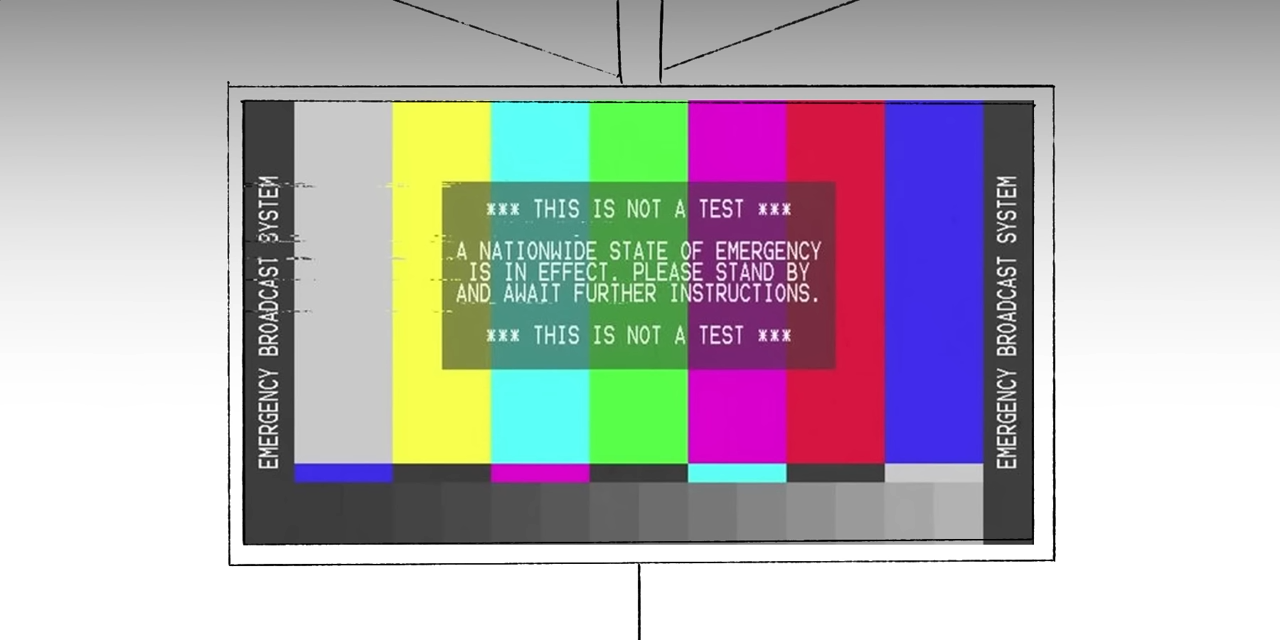 EMERGENCY BROADCAST SYSTEM
*** THIS IS NOT A TEST ***
A NATIONWIDE STATE OF EMERGENCY
IS IN EFFECT. PLEASE STAND BY
AND AWAIT FURTHER INSTRUCTIONS.
*** THIS IS NOT A TEST ***
EMERGENCY BROADCAST SYSTEM